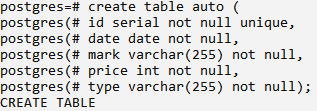 postgres=# create table auto (
postgres(# id serial not null unique,
postgres(# date date not null,
postgres(# mark varchar(255) not null,
postgres(# price int not null,
postgres(# type varchar(255) not null);
CREATE TABLE